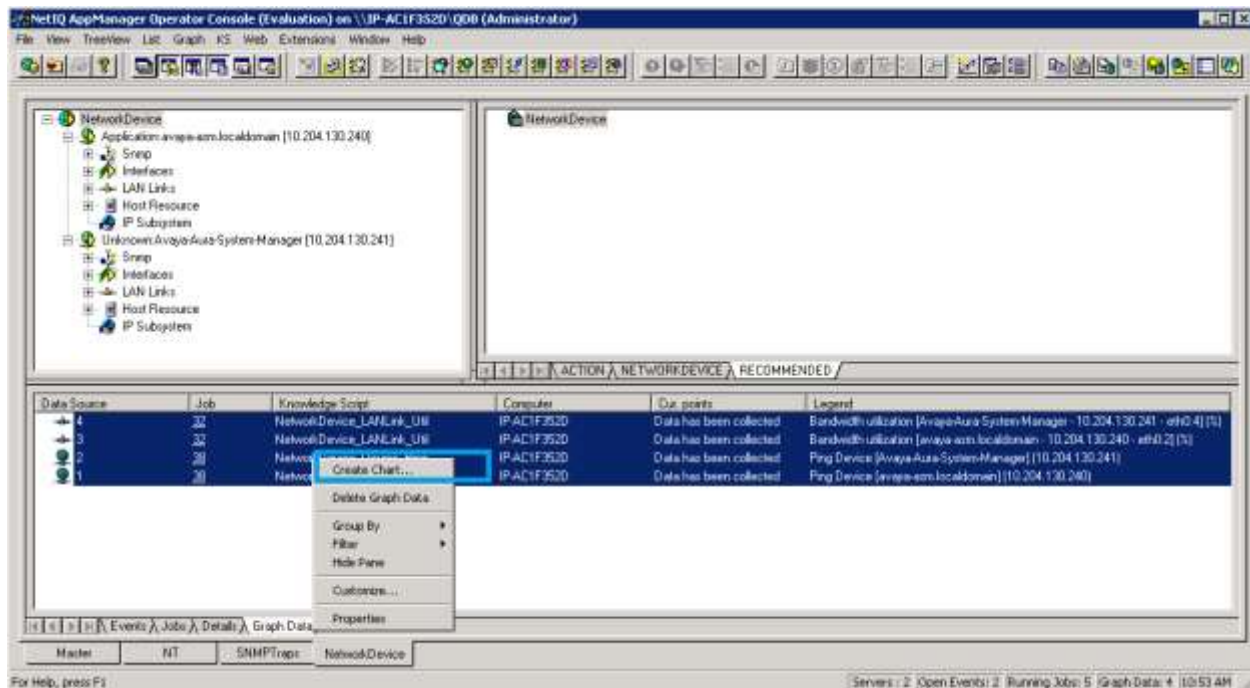 NetIQ AppManager Operator Console (Evaluation) on \\IP-AC1F352D\QDB (Administrator)
File View TreeView List Graph KS Web Extensions Window Help
NetworkDevice
Application:avaya-asm.localdomain [10.204.130.240]
Snmp
Interfaces
LAN Links
Host Resource
IP Subsystem
Unknown:Avaya-Aura-System-Manager [10.204.130.241]
Snmp
Interfaces
LAN Links
Host Resource
IP Subsystem
NetworkDevice
ACTION NETWORKDEVICE RECOMMENDED
Data Source Job Knowledge Script Computer Cur. points Legend
4 32 NetworkDevice_LANLink_Util IP-AC1F352D Data has been collected Bandwidth utilization [Avaya-Aura-System-Manager - 10.204.130.241 - eth0:4] (%)
3 32 NetworkDevice_LANLink_Util IP-AC1F352D Data has been collected Bandwidth utilization [avaya-asm.localdomain - 10.204.130.240 - eth0:2] (%)
2 38 Networ IP-AC1F352D Data has been collected Ping Device [Avaya-Aura-System-Manager] (10.204.130.241)
1 38 Networ IP-AC1F352D Data has been collected Ping Device [avaya-asm.localdomain] (10.204.130.240)
Create Chart...
Delete Graph Data
Group By
Filter
Hide Pane
Customize...
Properties
Events Jobs Details Graph Data
Master NT SNMPTraps NetworkDevice
For Help, press F1 Servers : 2 Open Events: 2 Running Jobs: 5 Graph Data: 4 10:53 AM